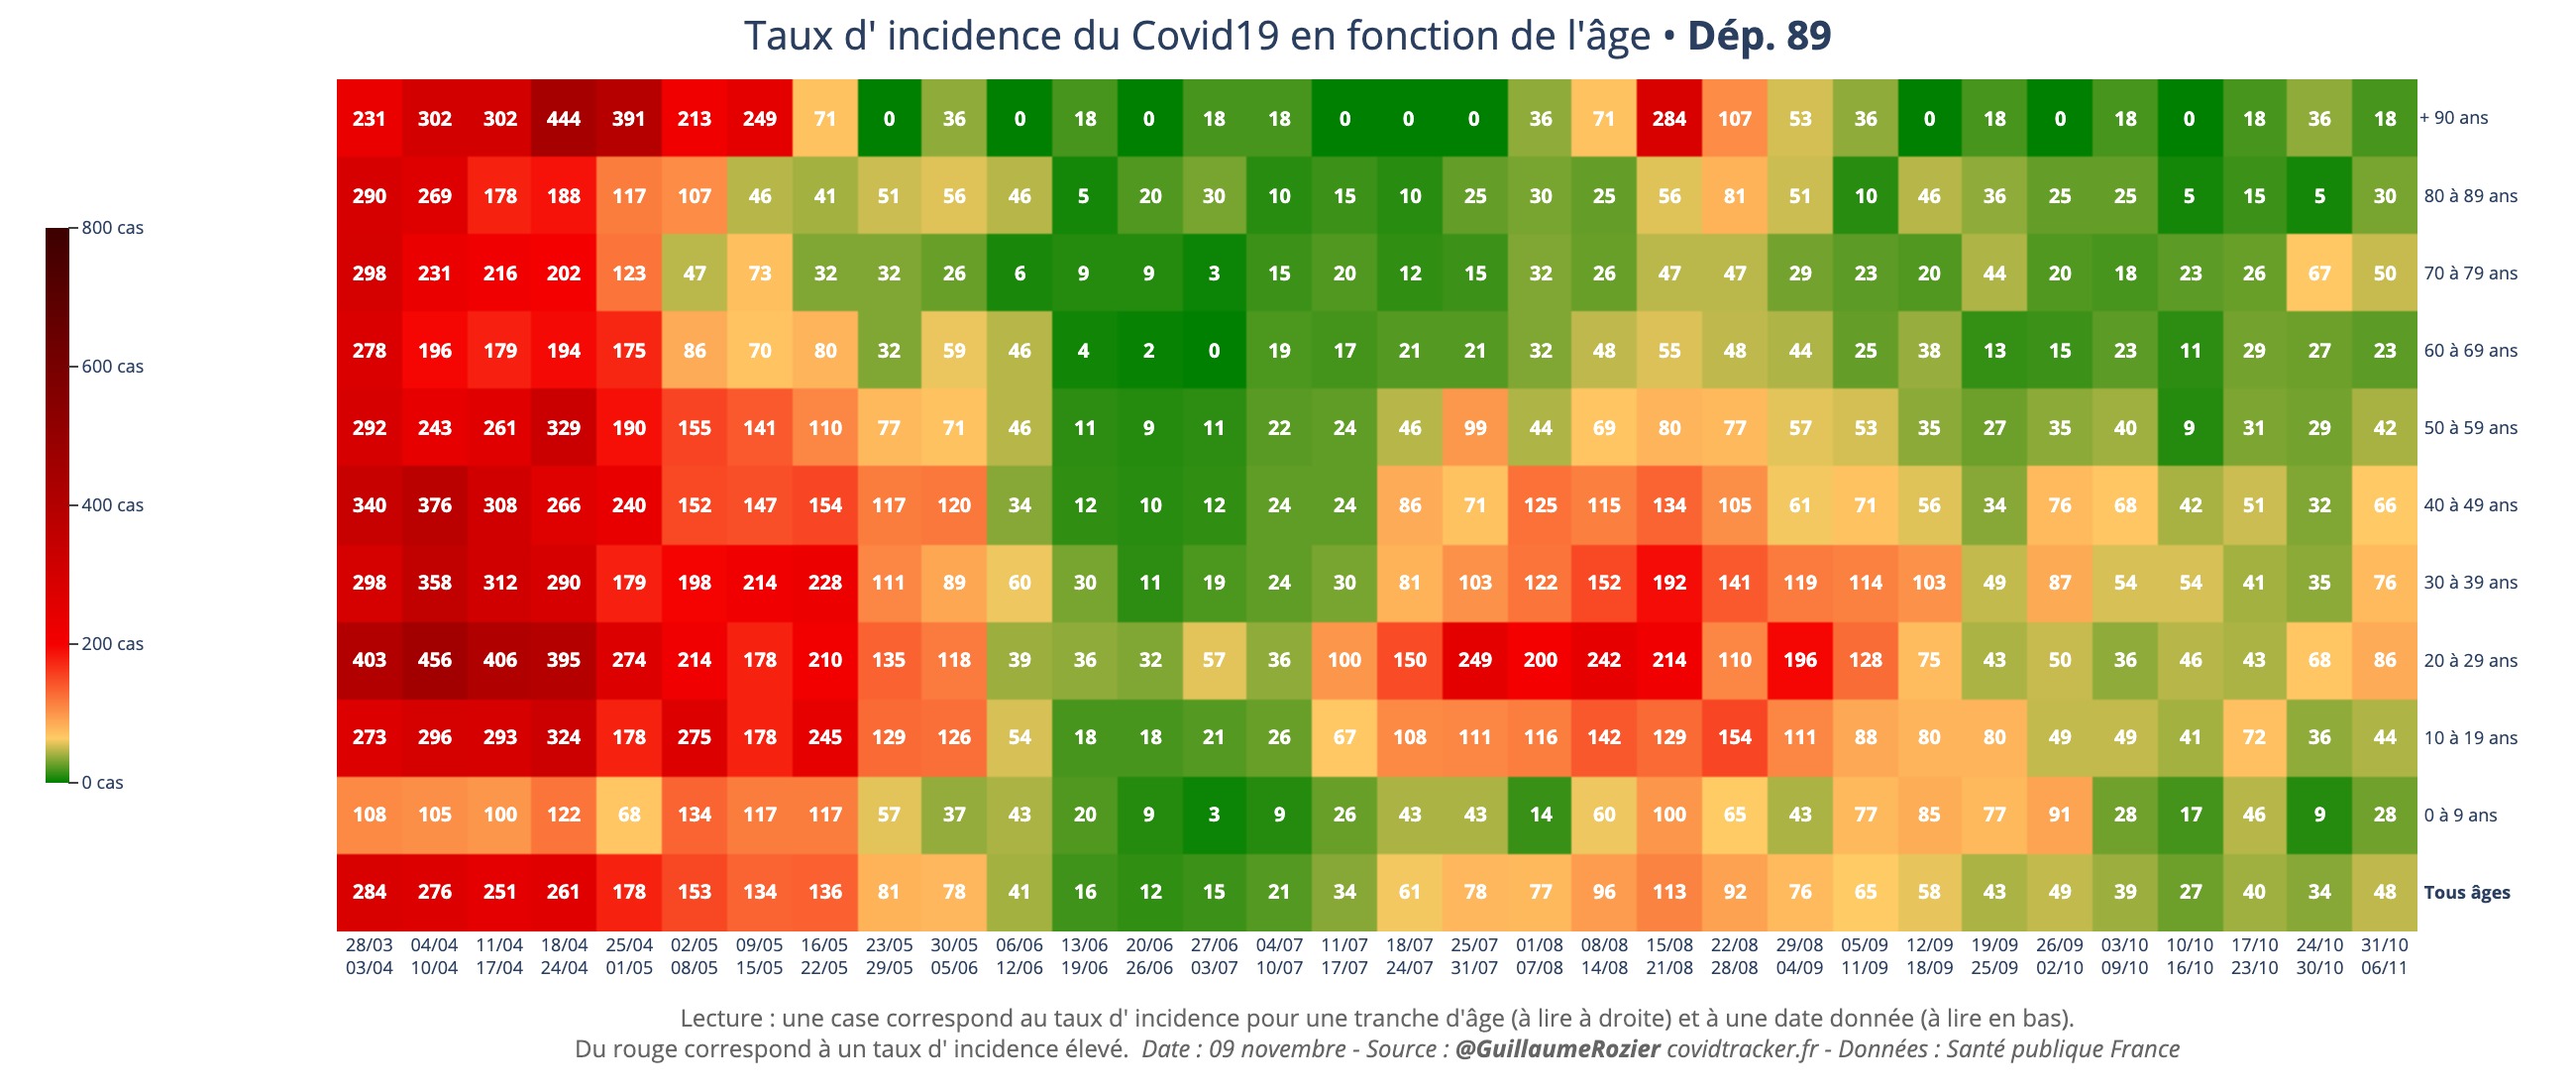 Taux d' incidence du Covid19 en fonction de l'âge • Dép. 89
231 302 302 444 391 213 249 71 0 36 0 18 0 18 18 0 0 0 36 71 284 107 53 36 0 18 0 18 0 18 36 18 + 90 ans
290 269 178 188 117 107 46 41 51 56 46 5 20 30 10 15 10 25 30 25 56 81 51 10 46 36 25 25 5 15 5 30 80 à 89 ans
298 231 216 202 123 47 73 32 32 26 6 9 9 3 15 20 12 15 32 26 47 47 29 23 20 44 20 18 23 26 67 50 70 à 79 ans
278 196 179 194 175 86 70 80 32 59 46 4 2 0 19 17 21 21 32 48 55 48 44 25 38 13 15 23 11 29 27 23 60 à 69 ans
292 243 261 329 190 155 141 110 77 71 46 11 9 11 22 24 46 99 44 69 80 77 57 53 35 27 35 40 9 31 29 42 50 à 59 ans
340 376 308 266 240 152 147 154 117 120 34 12 10 12 24 24 86 71 125 115 134 105 61 71 56 34 76 68 42 51 32 66 40 à 49 ans
298 358 312 290 179 198 214 228 111 89 60 30 11 19 24 30 81 103 122 152 192 141 119 114 103 49 87 54 54 41 35 76 30 à 39 ans
403 456 406 395 274 214 178 210 135 118 39 36 32 57 36 100 150 249 200 242 214 110 196 128 75 43 50 36 46 43 68 86 20 à 29 ans
273 296 293 324 178 275 178 245 129 126 54 18 18 21 26 67 108 111 116 142 129 154 111 88 80 80 49 49 41 72 36 44 10 à 19 ans
108 105 100 122 68 134 117 117 57 37 43 20 9 3 9 26 43 43 14 60 100 65 43 77 85 77 91 28 17 46 9 28 0 à 9 ans
284 276 251 261 178 153 134 136 81 78 41 16 12 15 21 34 61 78 77 96 113 92 76 65 58 43 49 39 27 40 34 48 Tous âges
28/03 04/04 11/04 18/04 25/04 02/05 09/05 16/05 23/05 30/05 06/06 13/06 20/06 27/06 04/07 11/07 18/07 25/07 01/08 08/08 15/08 22/08 29/08 05/09 12/09 19/09 26/09 03/10 10/10 17/10 24/10 31/10
03/04 10/04 17/04 24/04 01/05 08/05 15/05 22/05 29/05 05/06 12/06 19/06 26/06 03/07 10/07 17/07 24/07 31/07 07/08 14/08 21/08 28/08 04/09 11/09 18/09 25/09 02/10 09/10 16/10 23/10 30/10 06/11
800 cas
600 cas
400 cas
200 cas
0 cas
Lecture : une case correspond au taux d' incidence pour une tranche d'âge (à lire à droite) et à une date donnée (à lire en bas).
Du rouge correspond à un taux d' incidence élevé. Date : 09 novembre - Source : @GuillaumeRozier covidtracker.fr - Données : Santé publique France